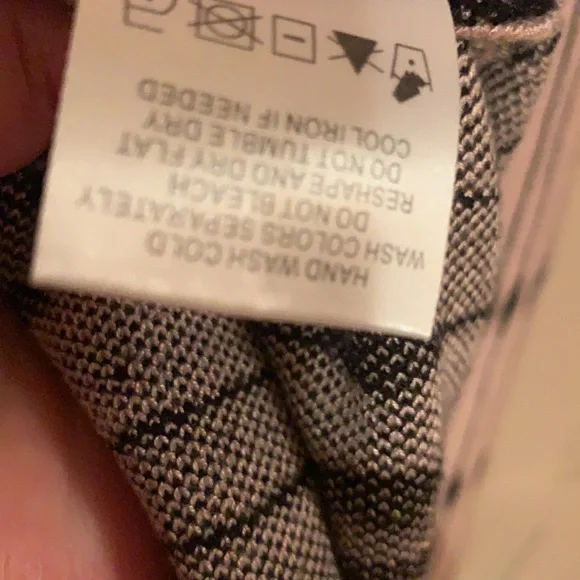 HAND WASH COLD
WASH COLORS SEPARATELY
DO NOT BLEACH
RESHAPE AND DRY FLAT
DO NOT TUMBLE DRY
COOL IRON IF NEEDED